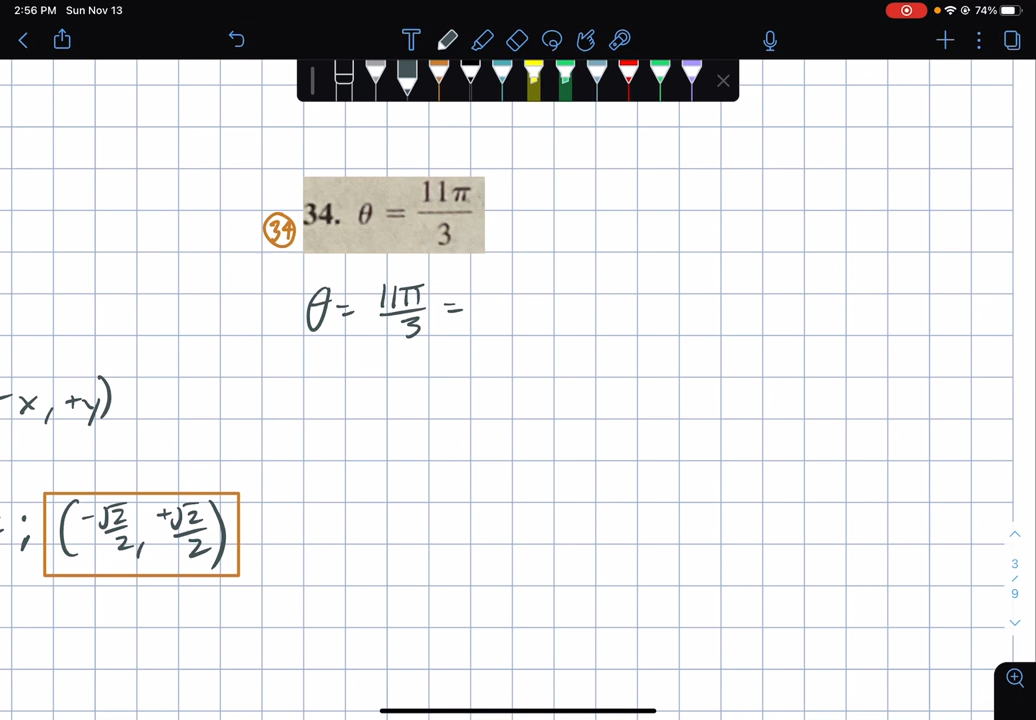 2:56 PM Sun Nov 13
74%
T
34
34. θ = 11π/3
θ = 11π/3 =
-x, +y)
; (-√2/2, +√2/2)
3
/
9